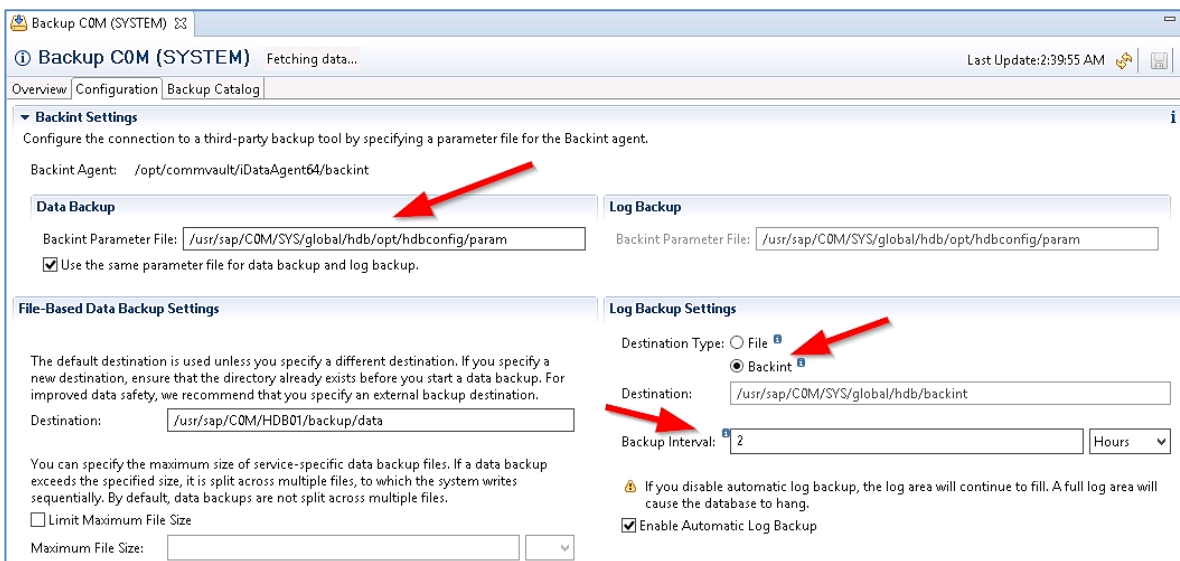 Backup C0M (SYSTEM)
Backup C0M (SYSTEM) Fetching data... Last Update:2:39:55 AM
Overview Configuration Backup Catalog
Backint Settings
Configure the connection to a third-party backup tool by specifying a parameter file for the Backint agent.
Backint Agent: /opt/commvault/iDataAgent64/backint
Data Backup
Backint Parameter File: /usr/sap/C0M/SYS/global/hdb/opt/hdbconfig/param
Use the same parameter file for data backup and log backup.
Log Backup
Backint Parameter File: /usr/sap/C0M/SYS/global/hdb/opt/hdbconfig/param
File-Based Data Backup Settings
The default destination is used unless you specify a different destination. If you specify a
new destination, ensure that the directory already exists before you start a data backup. For
improved data safety, we recommend that you specify an external backup destination.
Destination: /usr/sap/C0M/HDB01/backup/data
You can specify the maximum size of service-specific data backup files. If a data backup
exceeds the specified size, it is split across multiple files, to which the system writes
sequentially. By default, data backups are not split across multiple files.
Limit Maximum File Size
Maximum File Size:
Log Backup Settings
Destination Type: File
Backint
Destination: /usr/sap/C0M/SYS/global/hdb/backint
Backup Interval: 2 Hours
If you disable automatic log backup, the log area will continue to fill. A full log area will
cause the database to hang.
Enable Automatic Log Backup